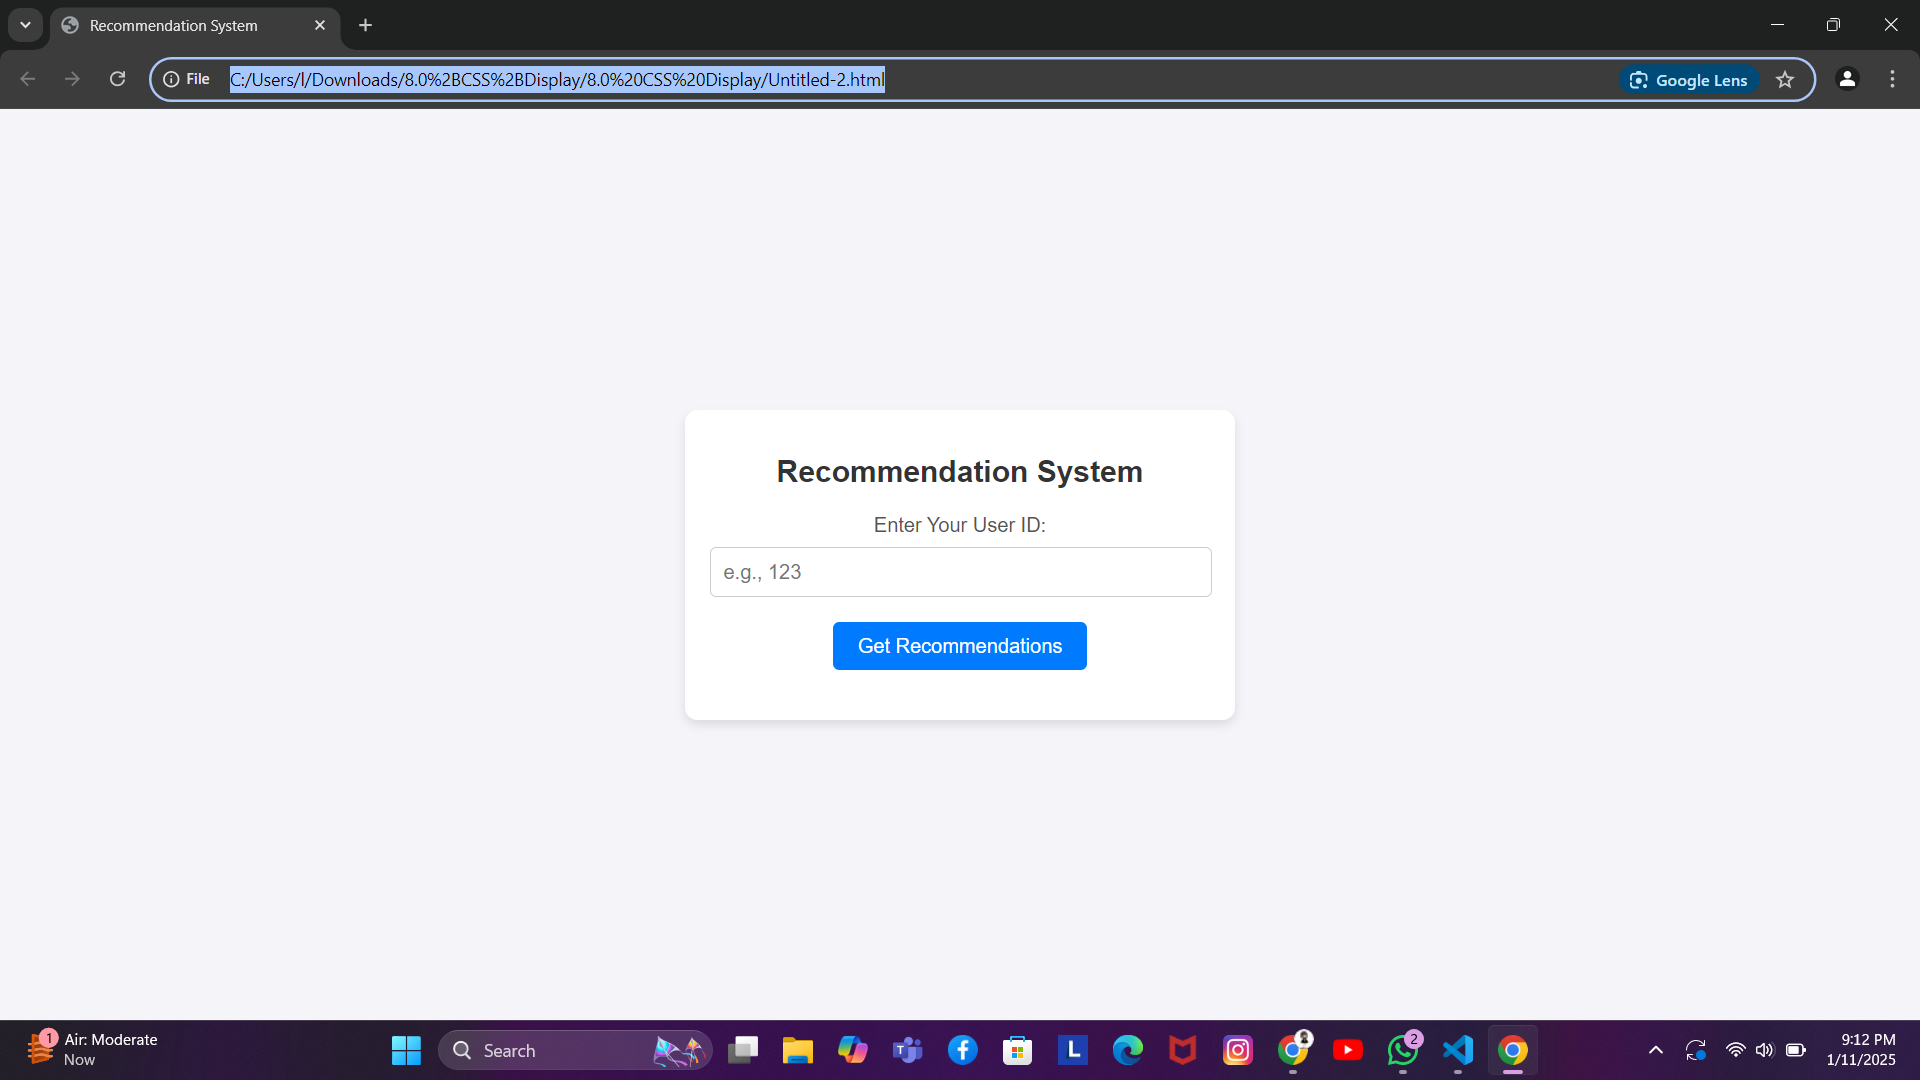 Recommendation System
File
C:/Users/l/Downloads/8.0%2BCSS%2BDisplay/8.0%20CSS%20Display/Untitled-2.html
Google Lens
Recommendation System
Enter Your User ID:
e.g., 123
Get Recommendations
1
Air: Moderate
Now
Search
T
L
2
9:12 PM
1/11/2025